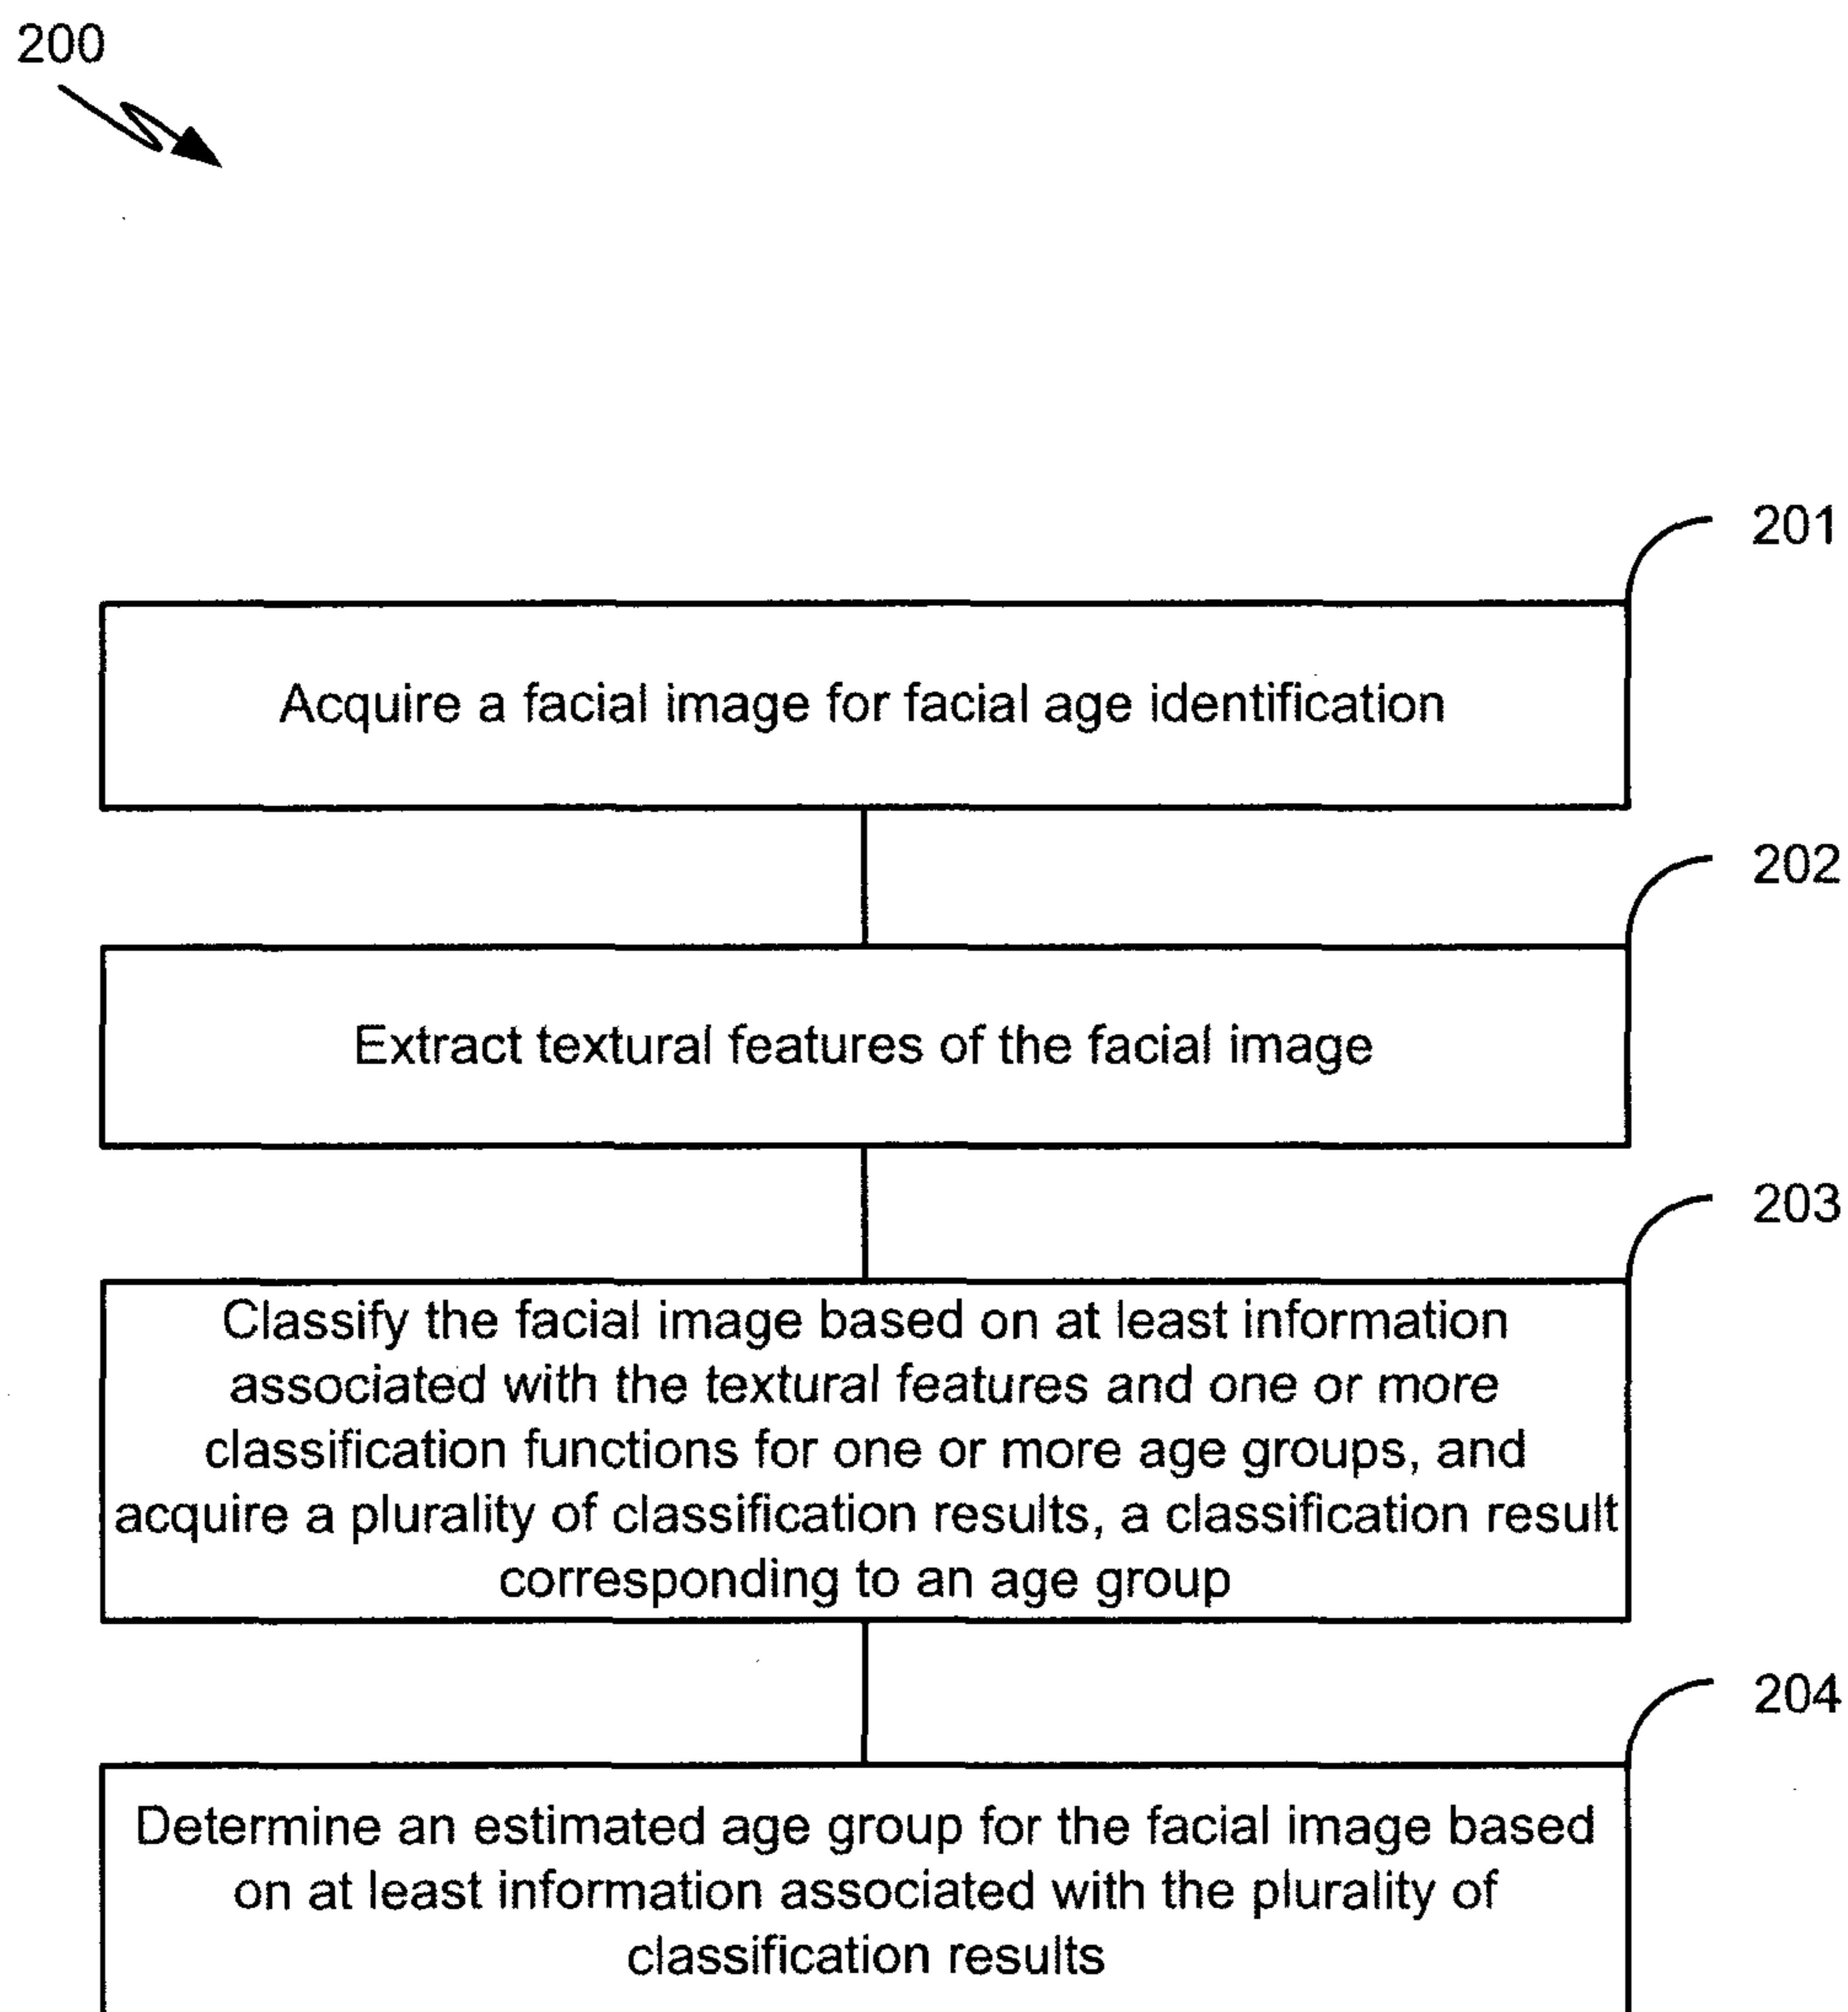 200
201
Acquire a facial image for facial age identification
202
Extract textural features of the facial image
203
Classify the facial image based on at least information
associated with the textural features and one or more
classification functions for one or more age groups, and
acquire a plurality of classification results, a classification result
corresponding to an age group
204
Determine an estimated age group for the facial image based
on at least information associated with the plurality of
classification results